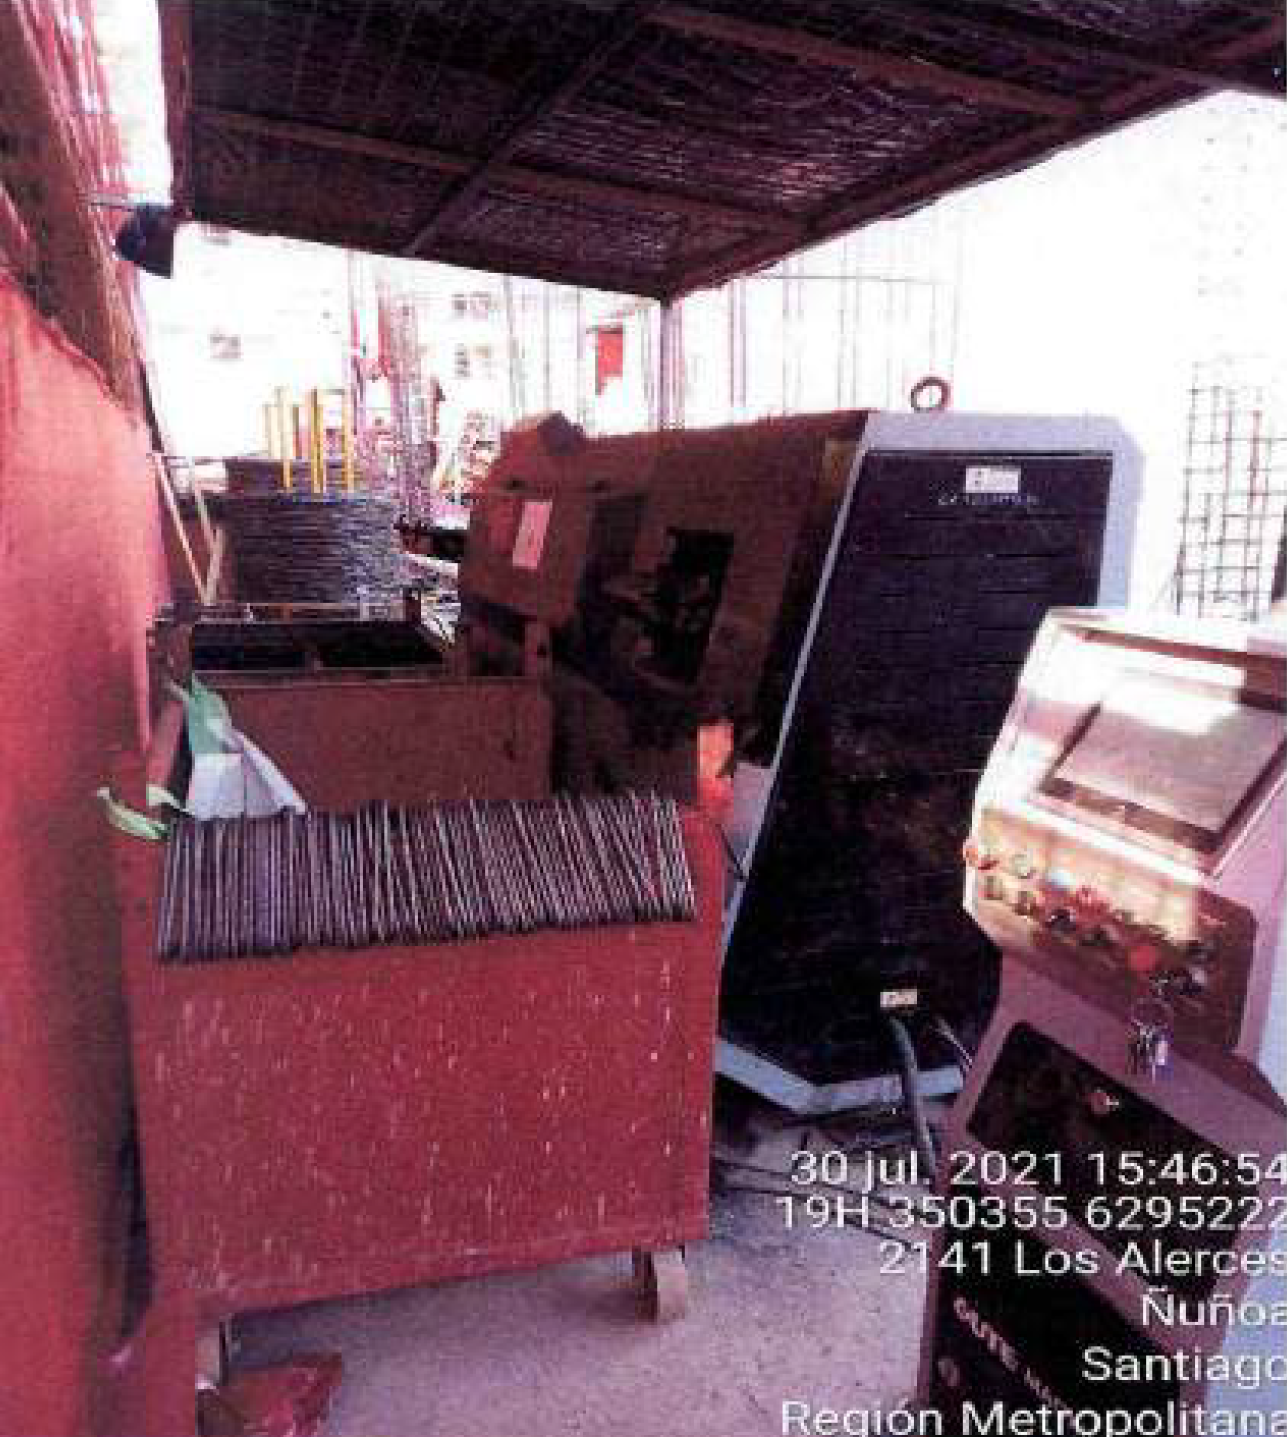 30 jul. 2021 15:46:54
19H 350355 6295222
2141 Los Alerces
Ñuñoa
Santiago
Región Metropolitana